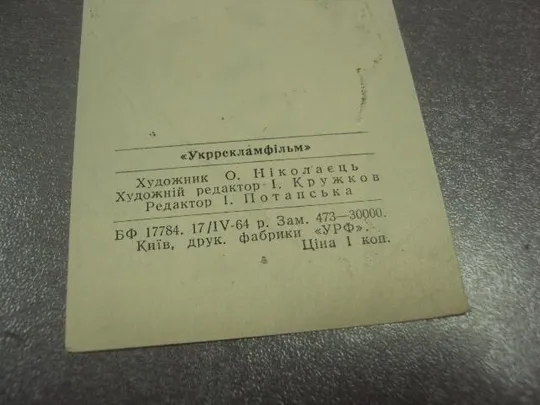 «Укррекламфільм»
Художник О. Ніколаєць
Художній редактор І. Кружков
Редактор І. Потапська
БФ 17784. 17/IV-64 р. Зам. 473—30000.
Київ, друк. фабрики «УРФ».
Ціна 1 коп.